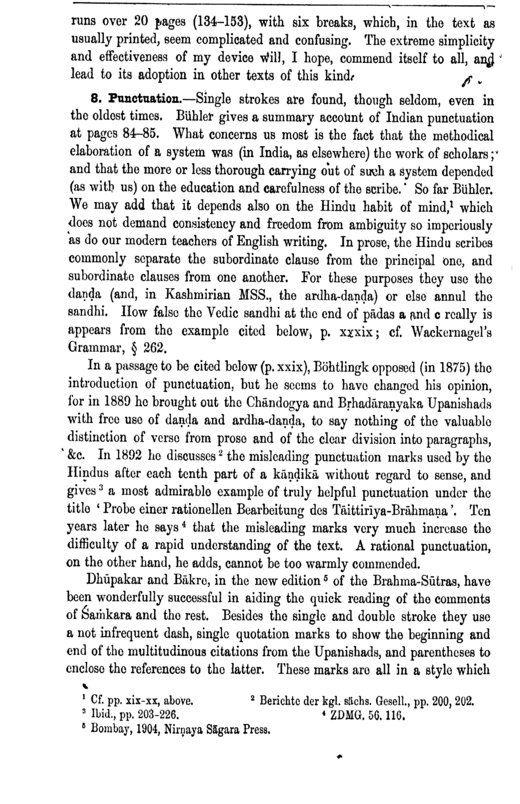 runs over 20 pages (134–153), with six breaks, which, in the text as
usually printed, seem complicated and confusing. The extreme simplicity
and effectiveness of my device will, I hope, commend itself to all, and
lead to its adoption in other texts of this kind.
8. Punctuation.—Single strokes are found, though seldom, even in
the oldest times. Bühler gives a summary account of Indian punctuation
at pages 84–85. What concerns us most is the fact that the methodical
elaboration of a system was (in India, as elsewhere) the work of scholars;
and that the more or less thorough carrying out of such a system depended
(as with us) on the education and carefulness of the scribe. So far Bühler.
We may add that it depends also on the Hindu habit of mind,¹ which
does not demand consistency and freedom from ambiguity so imperiously
as do our modern teachers of English writing. In prose, the Hindu scribes
commonly separate the subordinate clause from the principal one, and
subordinate clauses from one another. For these purposes they use the
daṇḍa (and, in Kashmirian MSS., the ardha-daṇḍa) or else annul the
sandhi. How false the Vedic sandhi at the end of pādas a and c really is
appears from the example cited below, p. xxxix; cf. Wackernagel's
Grammar, § 262.
In a passage to be cited below (p. xxix), Böhtlingk opposed (in 1875) the
introduction of punctuation, but he seems to have changed his opinion,
for in 1889 he brought out the Chāndogya and Bṛhadāraṇyaka Upanishads
with free use of daṇḍa and ardha-daṇḍa, to say nothing of the valuable
distinction of verse from prose and of the clear division into paragraphs,
&c. In 1892 he discusses² the misleading punctuation marks used by the
Hindus after each tenth part of a kāṇḍikā without regard to sense, and
gives³ a most admirable example of truly helpful punctuation under the
title ‘Probe einer rationellen Bearbeitung des Tāittirīya-Brāhmaṇa’. Ten
years later he says⁴ that the misleading marks very much increase the
difficulty of a rapid understanding of the text. A rational punctuation,
on the other hand, he adds, cannot be too warmly commended.
Dhūpakar and Bākre, in the new edition⁵ of the Brahma-Sūtras, have
been wonderfully successful in aiding the quick reading of the comments
of Śaṁkara and the rest. Besides the single and double stroke they use
a not infrequent dash, single quotation marks to show the beginning and
end of the multitudinous citations from the Upanishads, and parentheses to
enclose the references to the latter. These marks are all in a style which
¹ Cf. pp. xix-xx, above. ² Berichte der kgl. sächs. Gesell., pp. 200, 202.
³ Ibid., pp. 203-226. ⁴ ZDMG. 56. 116.
⁵ Bombay, 1904, Nirṇaya Sāgara Press.